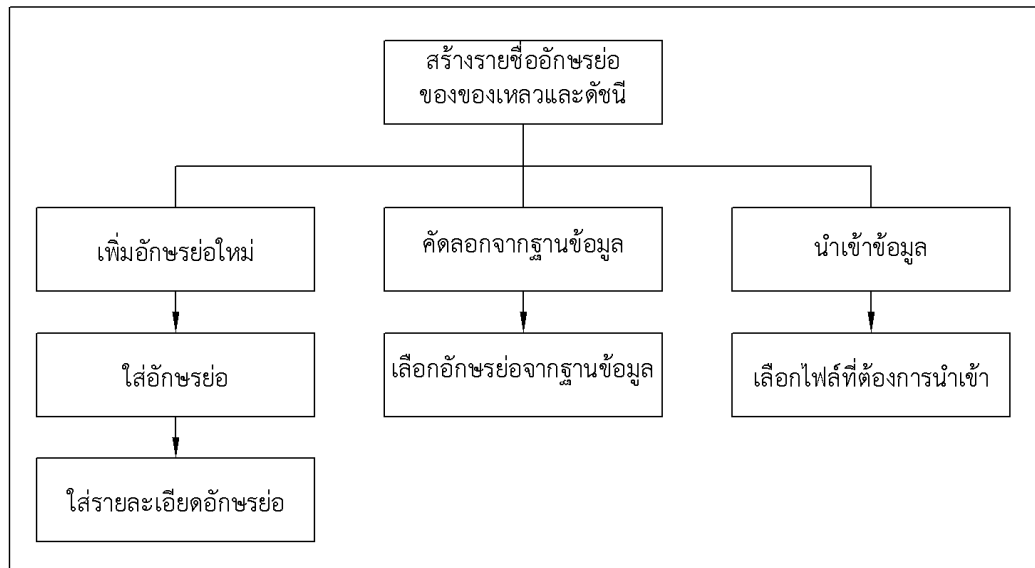 สร้างรายชื่ออักษรย่อ
ของของเหลวและดัชนี
เพิ่มอักษรย่อใหม่
คัดลอกจากฐานข้อมูล
นำเข้าข้อมูล
ใส่อักษรย่อ
เลือกอักษรย่อจากฐานข้อมูล
เลือกไฟล์ที่ต้องการนำเข้า
ใส่รายละเอียดอักษรย่อ